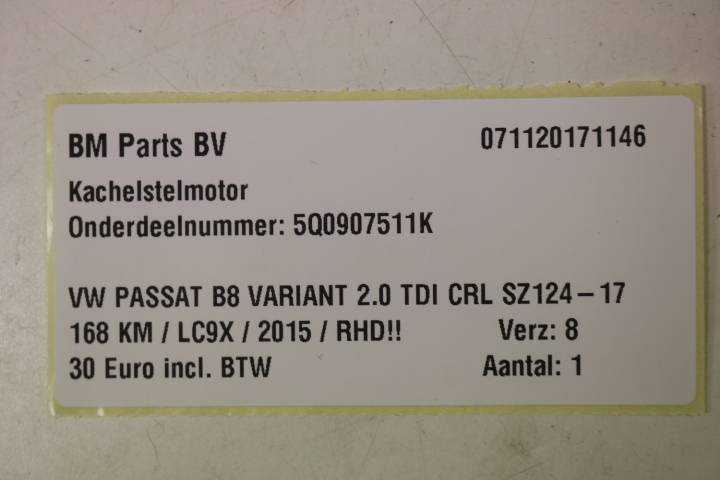 BM Parts BV 071120171146
Kachelstelmotor
Onderdeelnummer: 5Q0907511K
VW PASSAT B8 VARIANT 2.0 TDI CRL SZ124-17
168 KM / LC9X / 2015 / RHD!! Verz: 8
30 Euro incl. BTW Aantal: 1